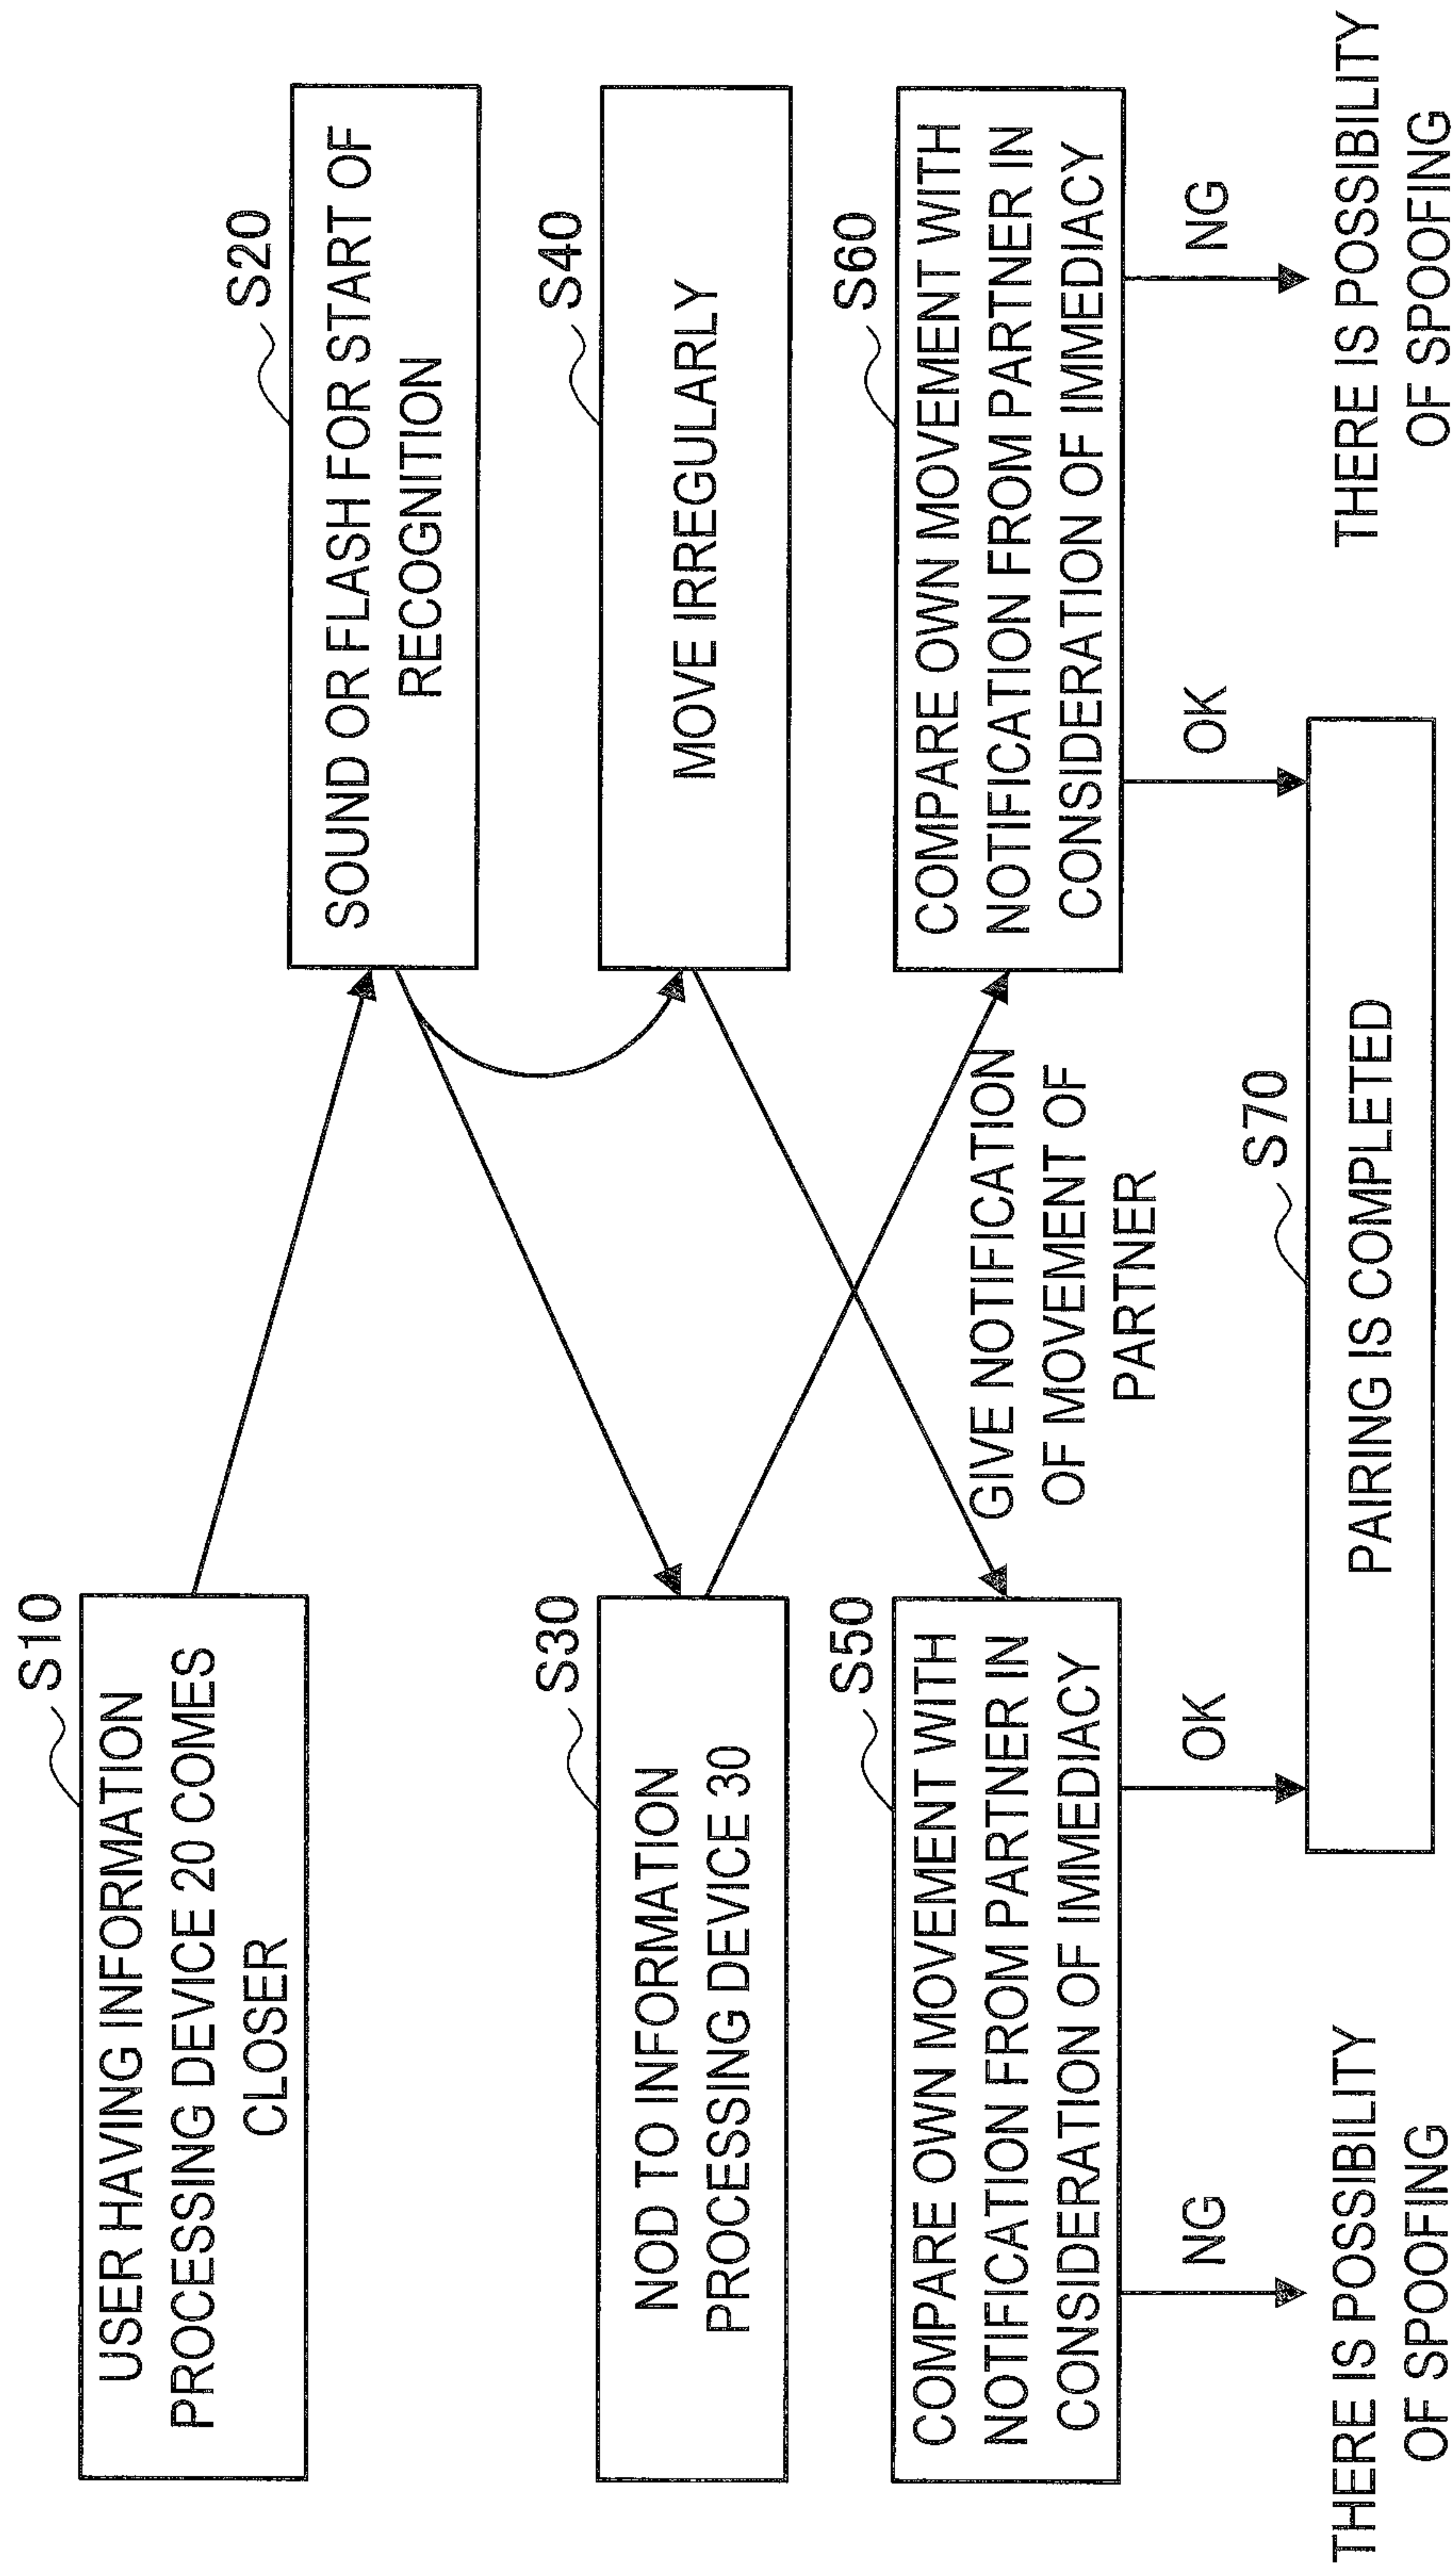 S10
USER HAVING INFORMATION
PROCESSING DEVICE 20 COMES
CLOSER
S20
SOUND OR FLASH FOR START OF
RECOGNITION
S30
NOD TO INFORMATION
PROCESSING DEVICE 30
S40
MOVE IRREGULARLY
S50
COMPARE OWN MOVEMENT WITH
NOTIFICATION FROM PARTNER IN
CONSIDERATION OF IMMEDIACY
GIVE NOTIFICATION
OF MOVEMENT OF
PARTNER
S60
COMPARE OWN MOVEMENT WITH
NOTIFICATION FROM PARTNER IN
CONSIDERATION OF IMMEDIACY
NG
OK
S70
OK
NG
THERE IS POSSIBILITY
OF SPOOFING
PAIRING IS COMPLETED
THERE IS POSSIBILITY
OF SPOOFING